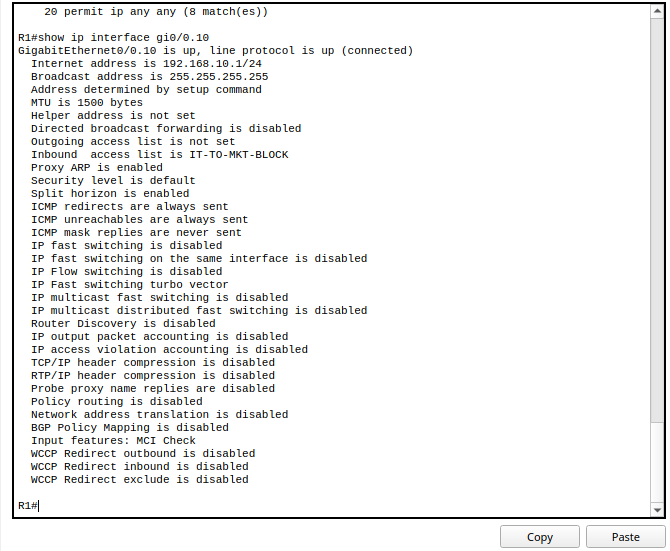 20 permit ip any any (8 match(es))
R1#show ip interface gi0/0.10
GigabitEthernet0/0.10 is up, line protocol is up (connected)
Internet address is 192.168.10.1/24
Broadcast address is 255.255.255.255
Address determined by setup command
MTU is 1500 bytes
Helper address is not set
Directed broadcast forwarding is disabled
Outgoing access list is not set
Inbound  access list is IT-TO-MKT-BLOCK
Proxy ARP is enabled
Security level is default
Split horizon is enabled
ICMP redirects are always sent
ICMP unreachables are always sent
ICMP mask replies are never sent
IP fast switching is disabled
IP fast switching on the same interface is disabled
IP Flow switching is disabled
IP Fast switching turbo vector
IP multicast fast switching is disabled
IP multicast distributed fast switching is disabled
Router Discovery is disabled
IP output packet accounting is disabled
IP access violation accounting is disabled
TCP/IP header compression is disabled
RTP/IP header compression is disabled
Probe proxy name replies are disabled
Policy routing is disabled
Network address translation is disabled
BGP Policy Mapping is disabled
Input features: MCI Check
WCCP Redirect outbound is disabled
WCCP Redirect inbound is disabled
WCCP Redirect exclude is disabled
R1#
Copy
Paste